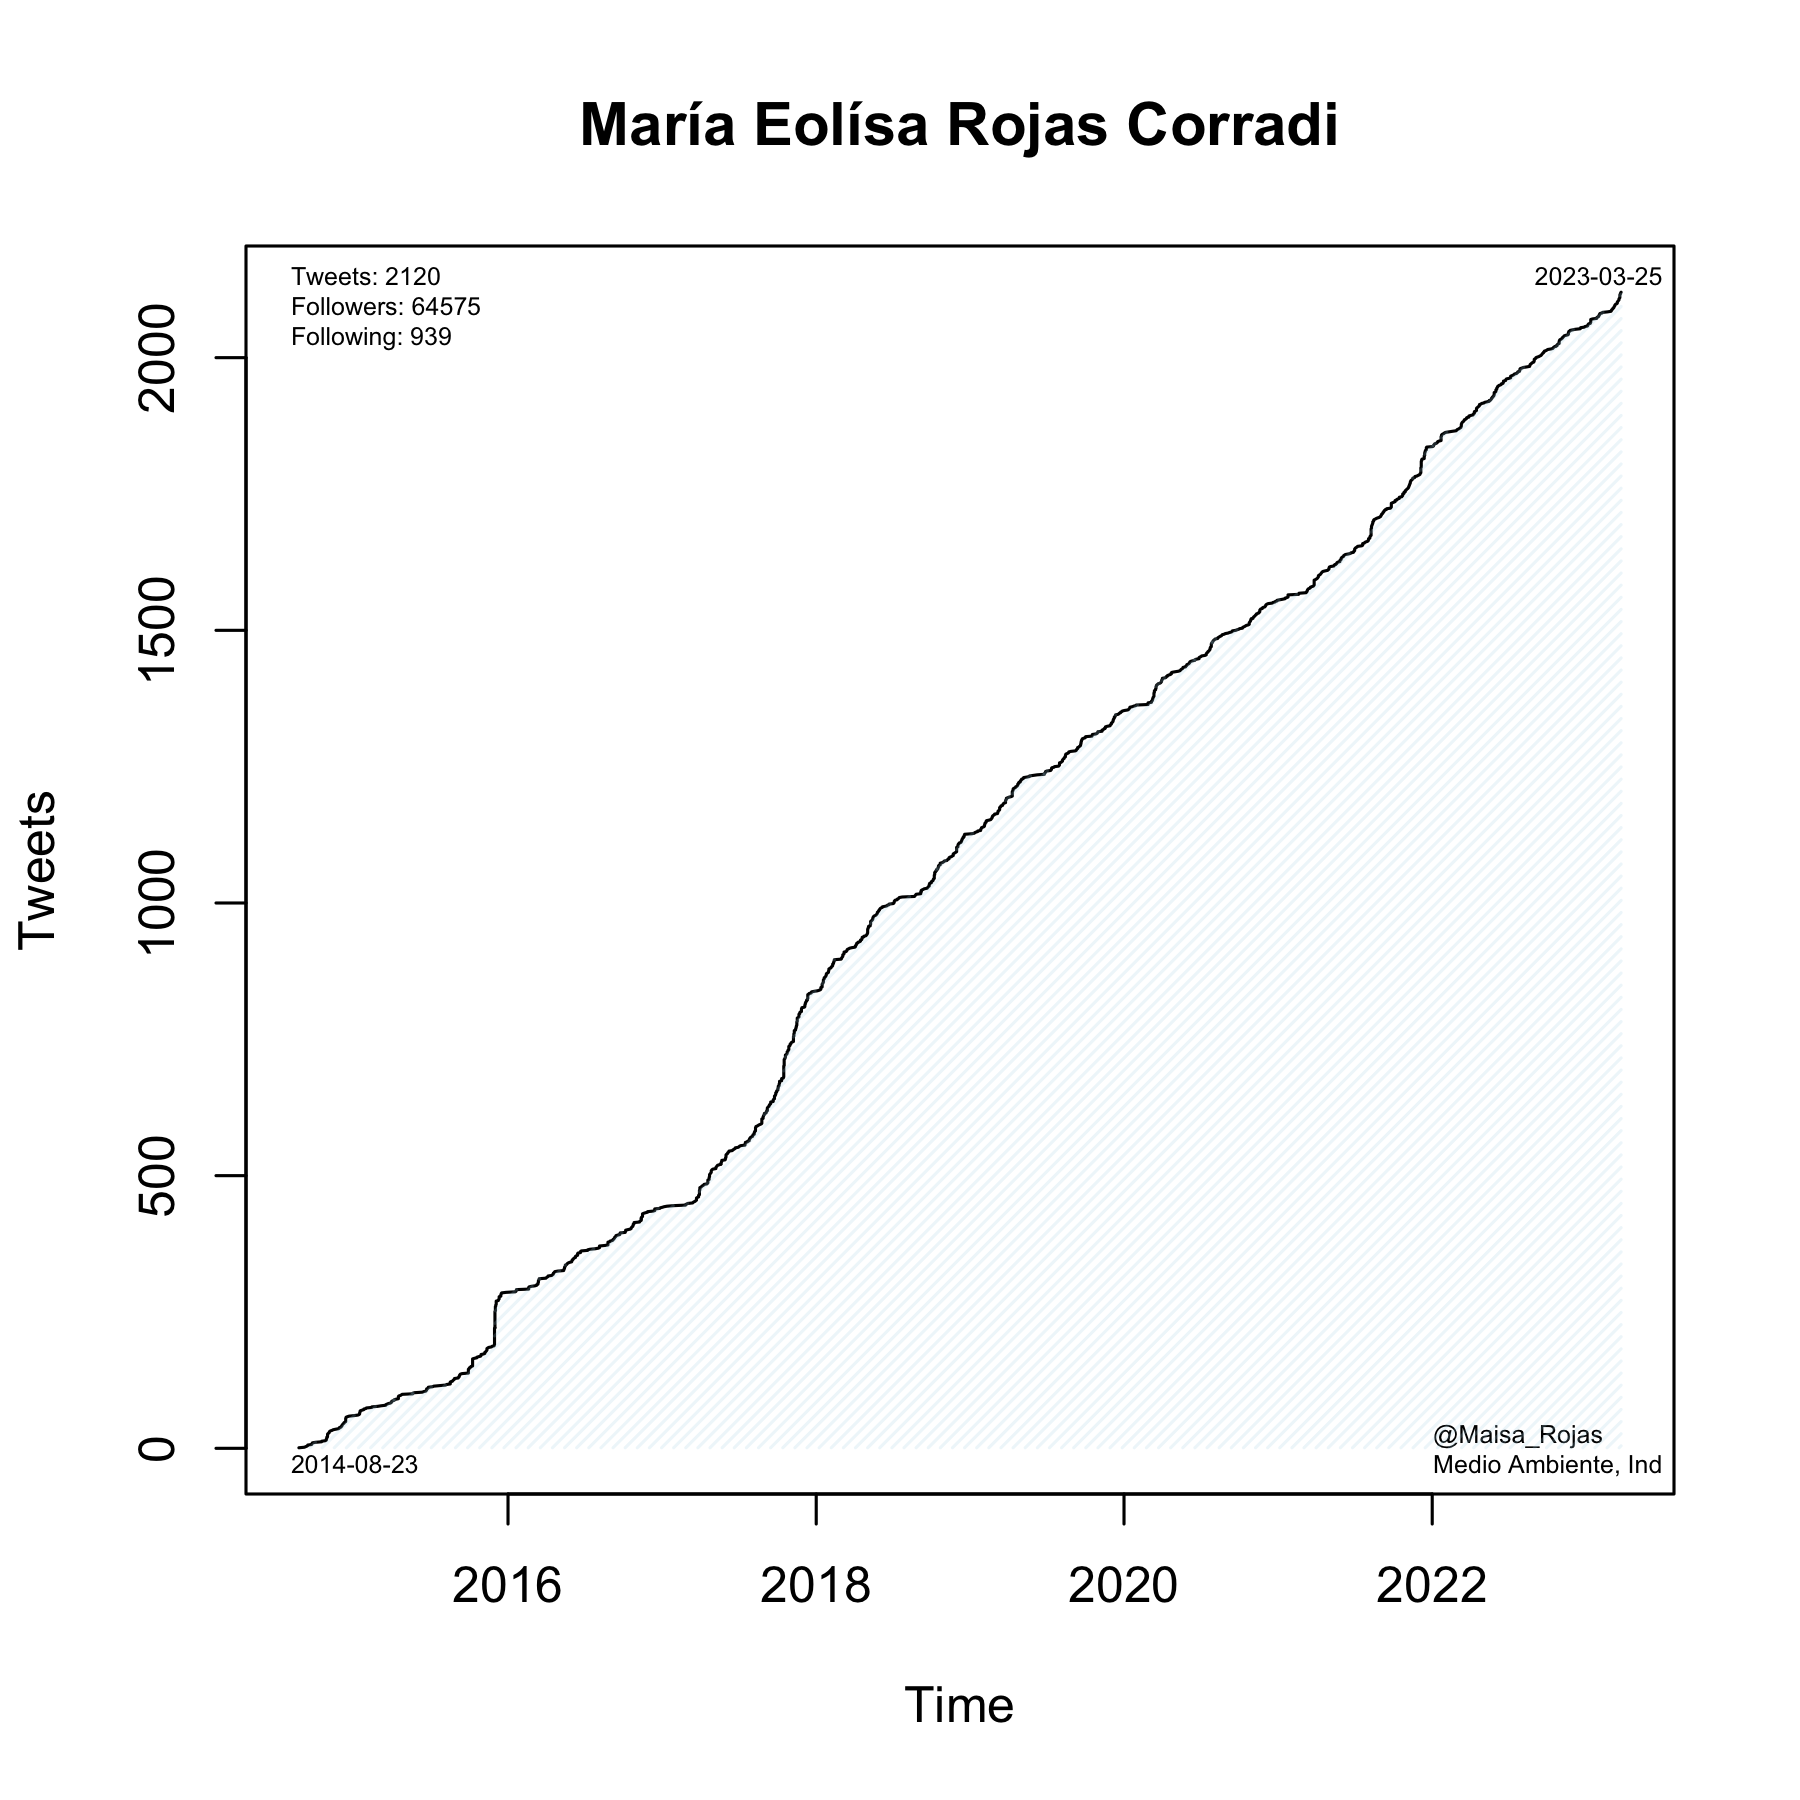 María Eolísa Rojas Corradi
Tweets: 2120
Followers: 64575
Following: 939
2023-03-25
Tweets
2000
1500
1000
500
0
2014-08-23
@Maisa_Rojas
Medio Ambiente, Ind
2016
2018
2020
2022
Time